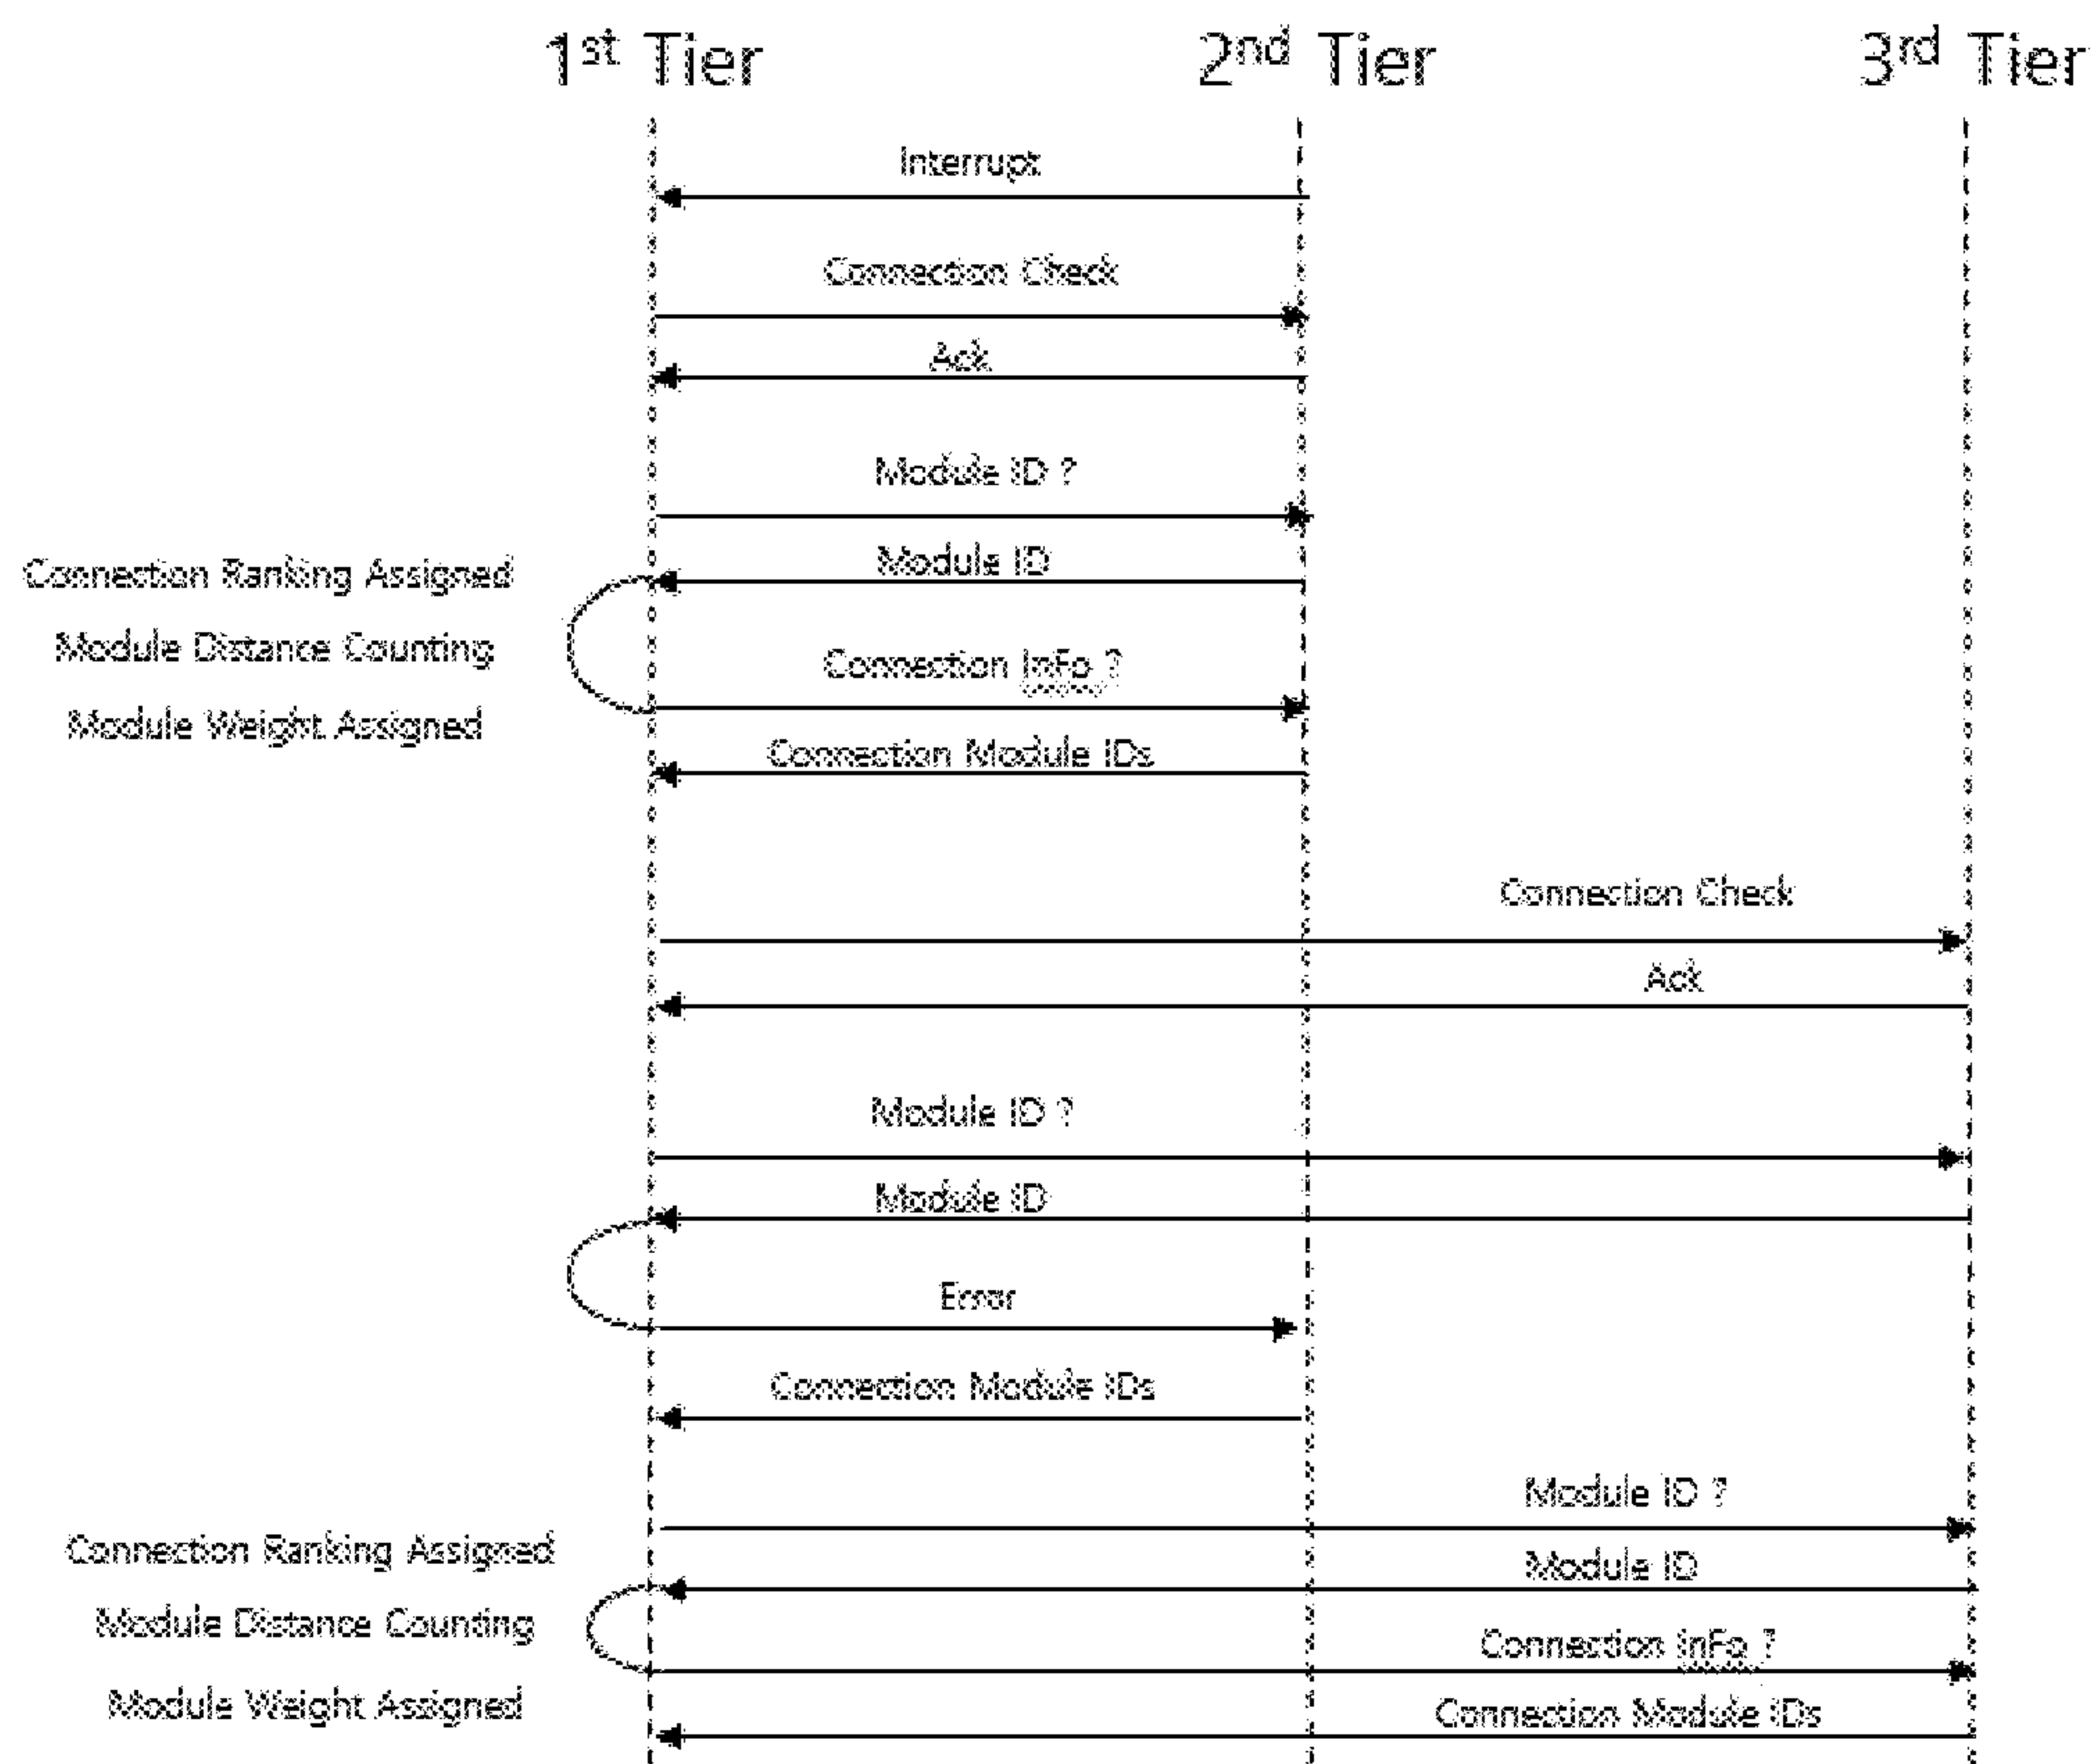 1st Tier 2nd Tier 3rd Tier
Interrupt
Connection Check
Ack
Module ID ?
Module ID
Connection Ranking Assigned
Module Distance Counting
Connection InFo ?
Module Weight Assigned
Connection Module IDs
Connection Check
Ack
Module ID ?
Module ID
Error
Connection Module IDs
Module ID ?
Connection Ranking Assigned
Module ID
Module Distance Counting
Connection inFo ?
Module Weight Assigned
Connection Module IDs